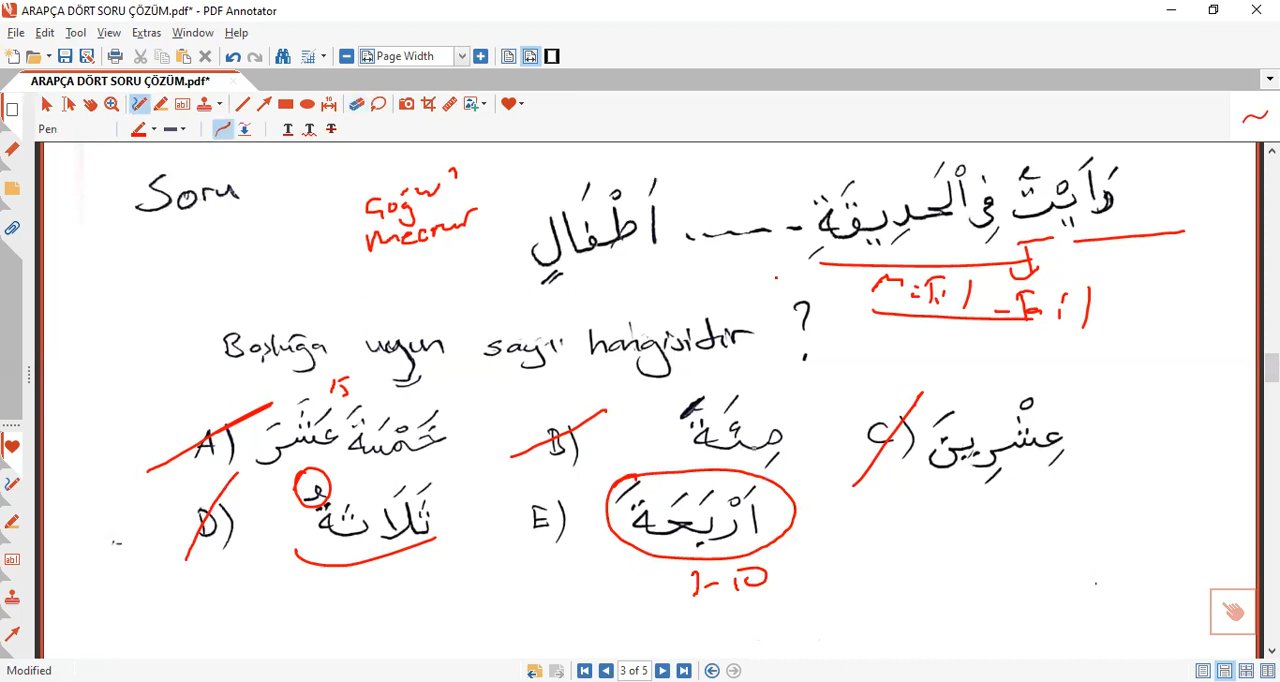 ARAPÇA DÖRT SORU ÇÖZÜM.pdf* - PDF Annotator
File Edit Tool View Extras Window Help
Page Width
ARAPÇA DÖRT SORU ÇÖZÜM.pdf*
Pen
Soru
رَأَيْتُ فِي الْحَدِيقَةِ ....... أَطْفَالٍ
Çoğul
mecrur
Fiil
Boşluğa uygun sayı hangisidir ?
15
A) خَمْسَةَ عَشَرَ
B) مِئَةً
C) عِشْرِينَ
D) ثَلَاثَةٌ
E) أَرْبَعَةَ
3-10
Modified
3 of 5